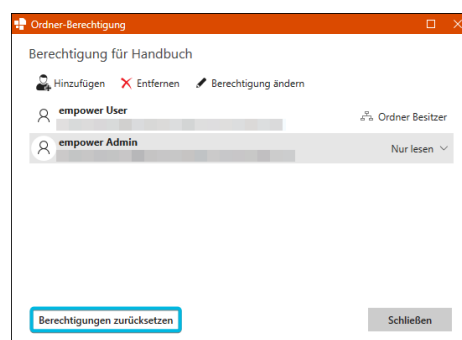 Ordner-Berechtigung
Berechtigung für Handbuch
Hinzufügen Entfernen Berechtigung ändern
empower User
Ordner Besitzer
empower Admin
Nur lesen
Berechtigungen zurücksetzen Schließen